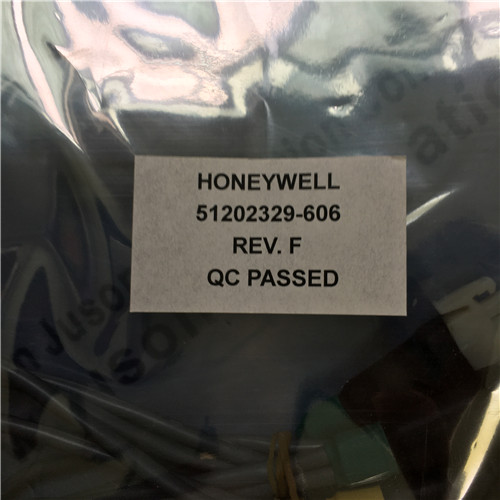 HONEYWELL
51202329-606
REV. F
QC PASSED